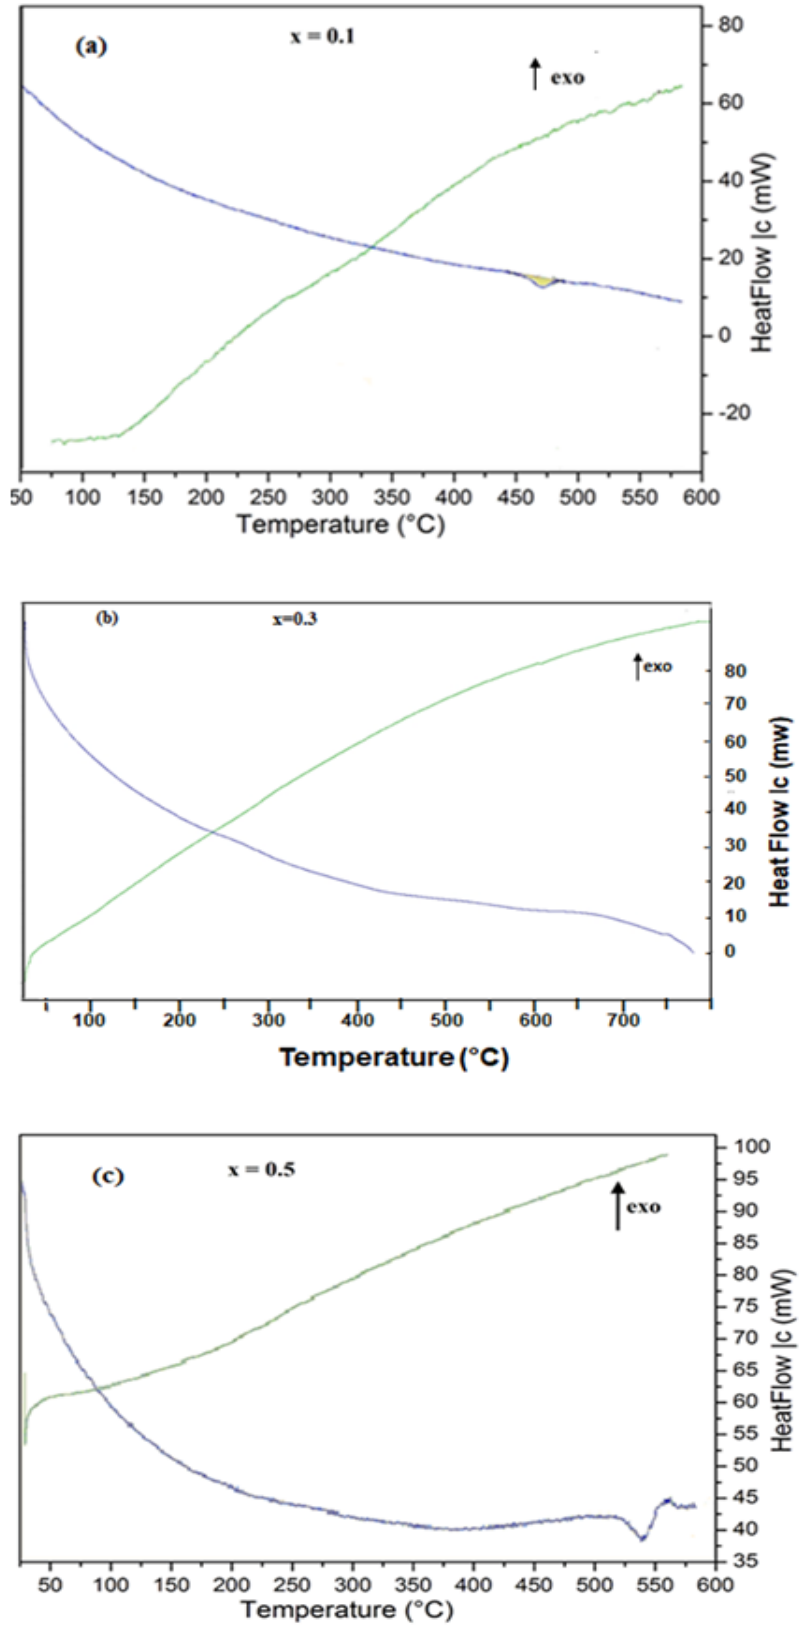 (a)
x = 0.1
exo
80
60
40
20
0
-20
HeatFlow |c (mW)
50 100 150 200 250 300 350 400 450 500 550 600
Temperature (°C)
(b)
x=0.3
exo
80
70
60
50
40
30
20
10
0
Heat Flow |c (mw)
100 200 300 400 500 600 700
Temperature (°C)
(c)
x = 0.5
exo
100
95
90
85
80
75
70
65
60
55
50
45
40
35
HeatFlow |c (mW)
50 100 150 200 250 300 350 400 450 500 550 600
Temperature (°C)